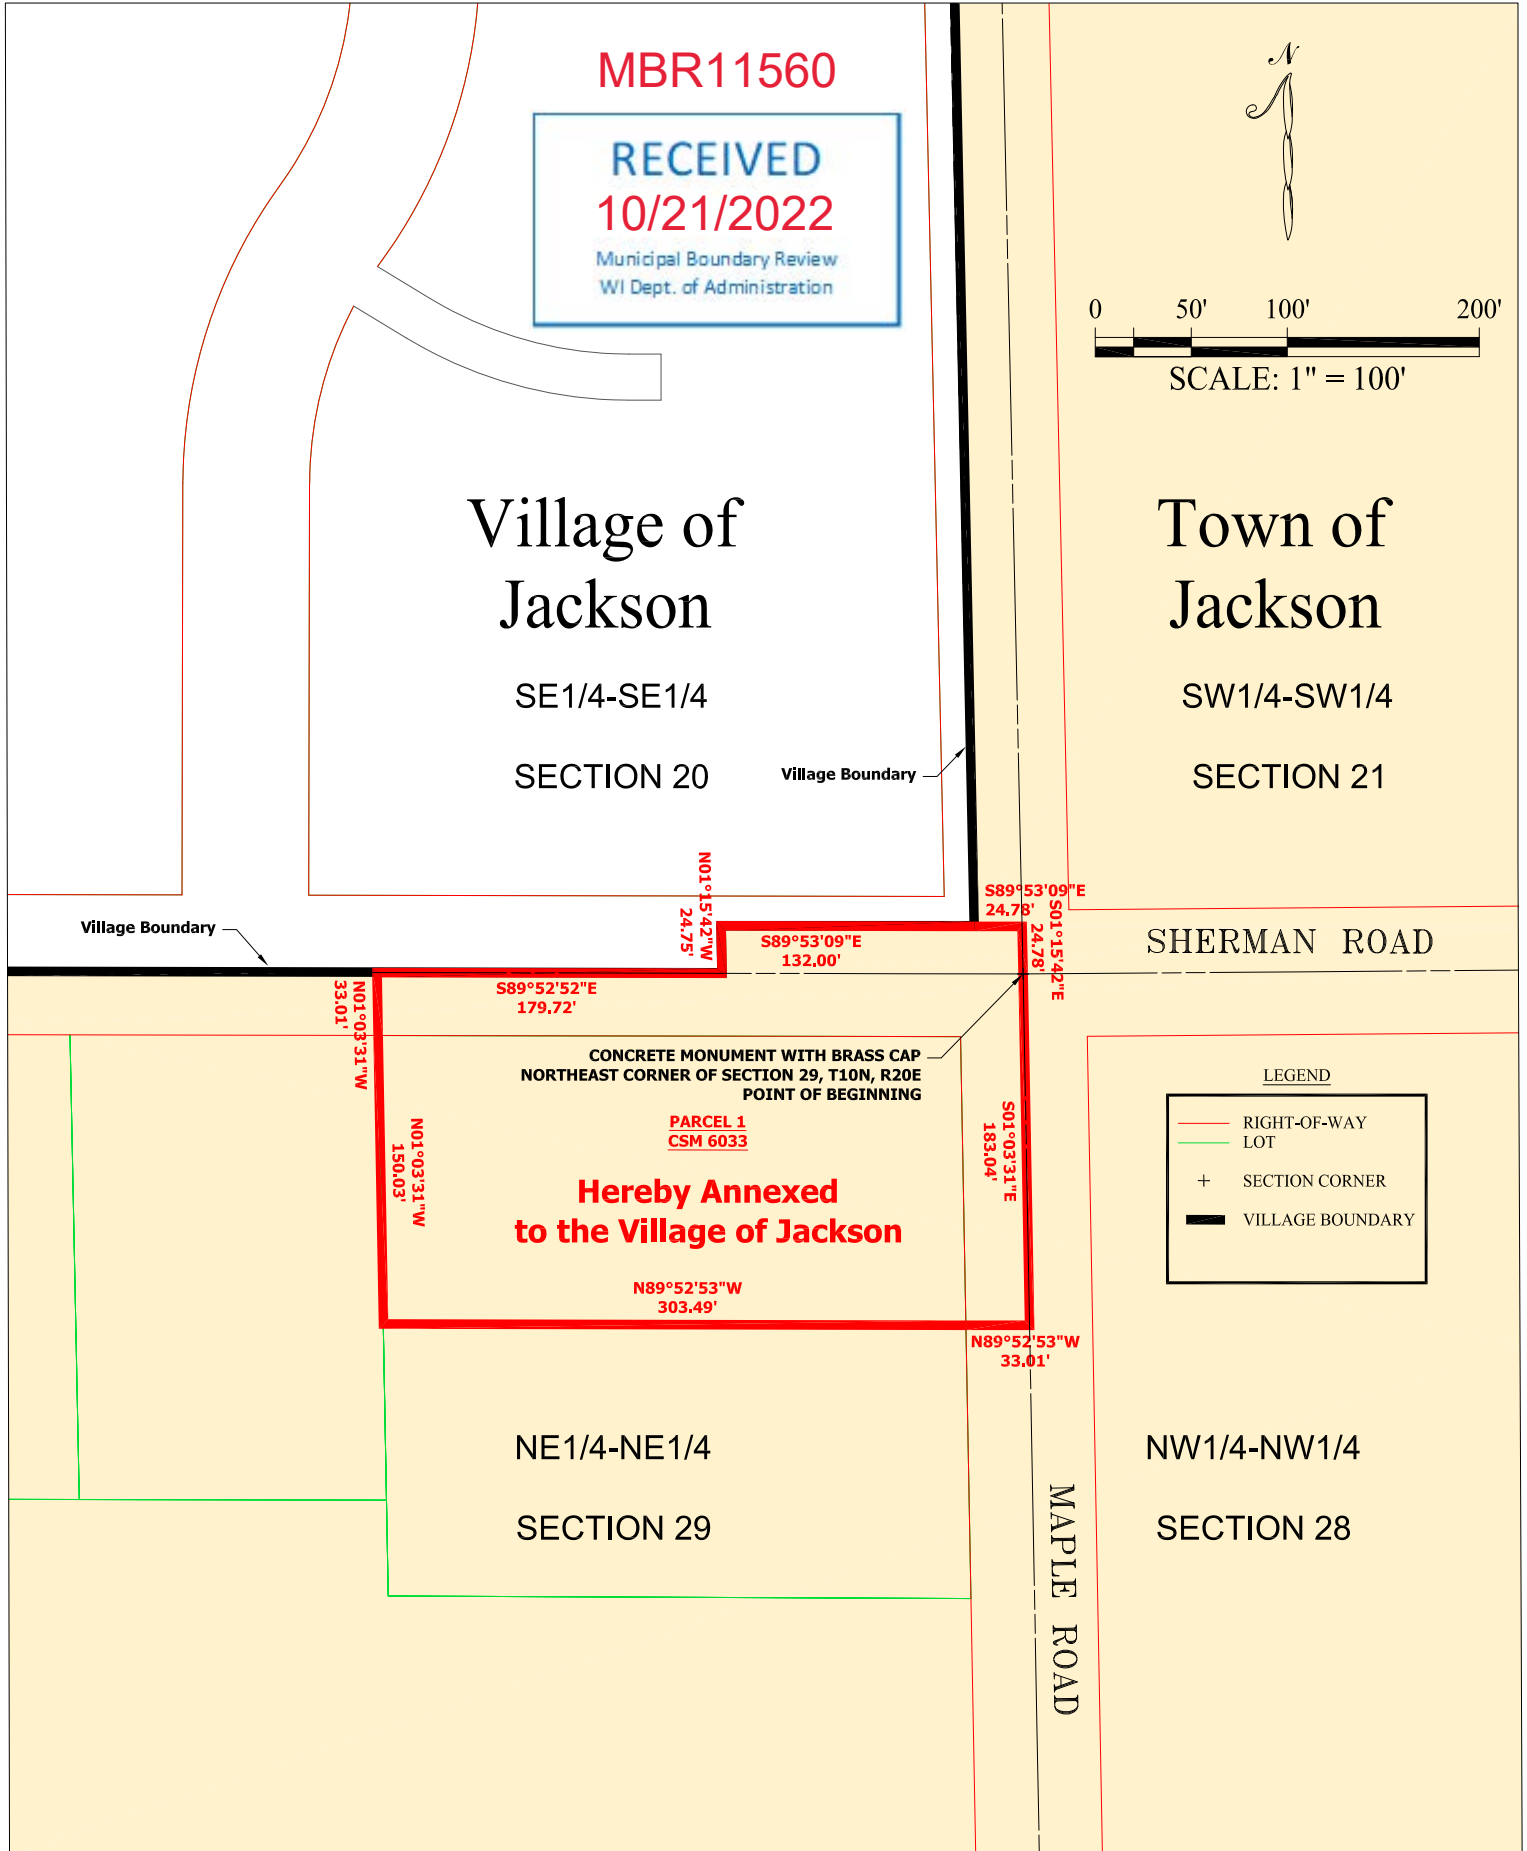 MBR11560
RECEIVED
10/21/2022
Municipal Boundary Review
WI Dept. of Administration
N
0 50' 100' 200'
SCALE: 1" = 100'
Village of
Jackson
SE1/4-SE1/4
SECTION 20
Town of
Jackson
SW1/4-SW1/4
SECTION 21
Village Boundary
Village Boundary
N01°15'42"W
24.75'
S89°53'09"E
132.00'
S89°53'09"E
24.78'
S01°15'42"E
24.78'
SHERMAN ROAD
S89°52'52"E
179.72'
N01°03'31"W
33.01'
CONCRETE MONUMENT WITH BRASS CAP
NORTHEAST CORNER OF SECTION 29, T10N, R20E
POINT OF BEGINNING
PARCEL 1
CSM 6033
Hereby Annexed
to the Village of Jackson
N01°03'31"W
150.03'
S01°03'31"E
183.04'
N89°52'53"W
303.49'
N89°52'53"W
33.01'
LEGEND
RIGHT-OF-WAY
LOT
SECTION CORNER
VILLAGE BOUNDARY
NE1/4-NE1/4
SECTION 29
NW1/4-NW1/4
SECTION 28
MAPLE ROAD